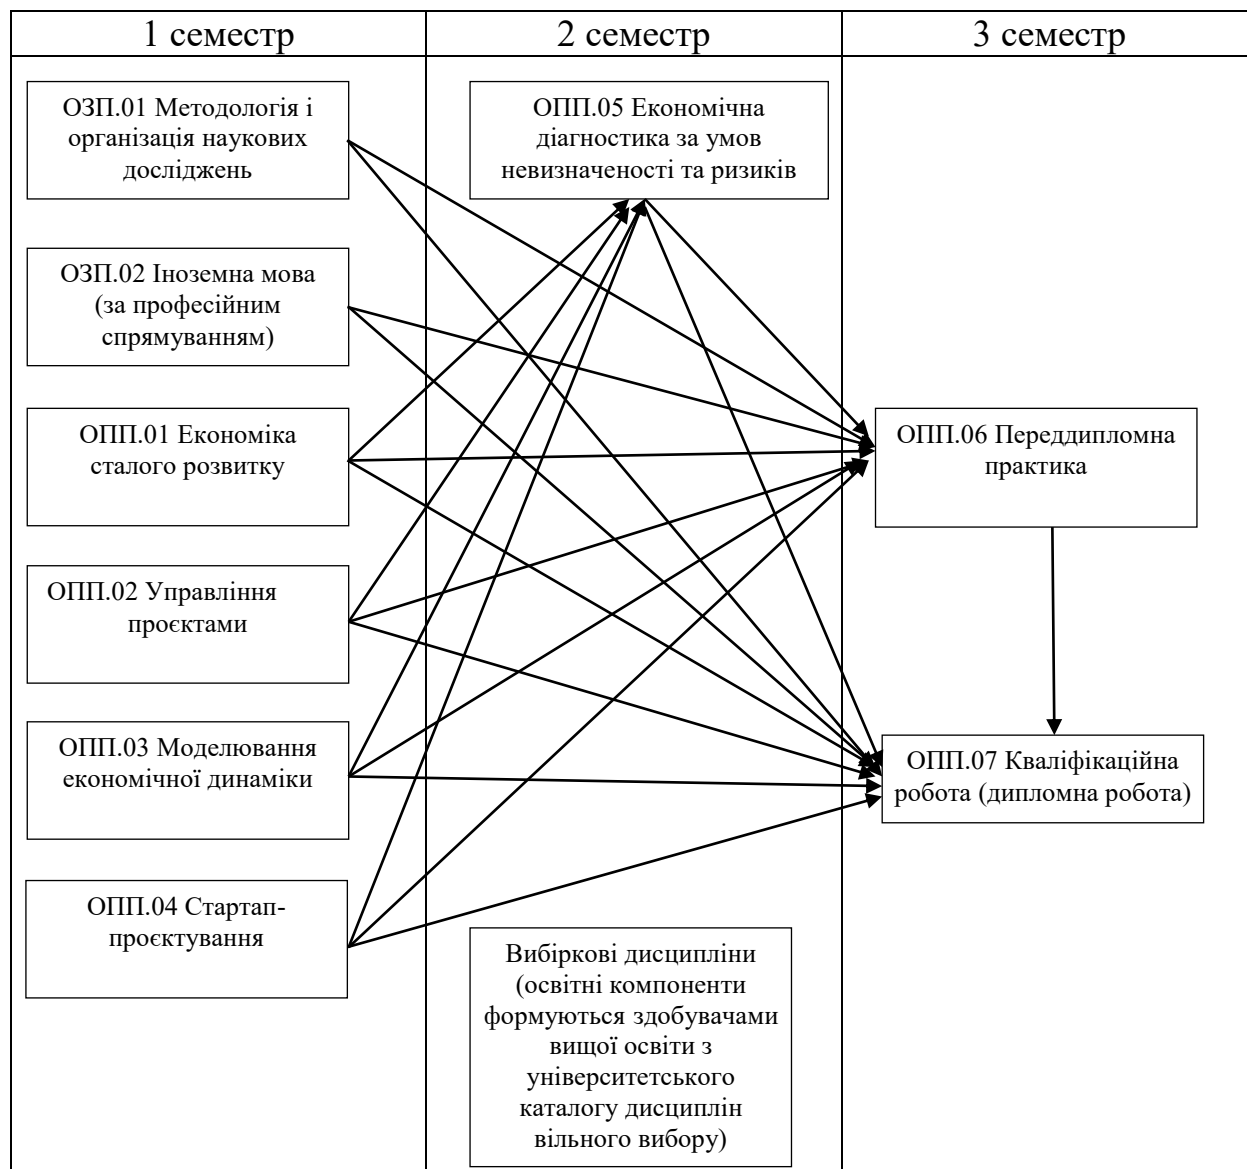 1 семестр
2 семестр
3 семестр
ОЗП.01 Методологія і
організація наукових
досліджень
ОЗП.02 Іноземна мова
(за професійним
спрямуванням)
ОПП.01 Економіка
сталого розвитку
ОПП.02 Управління
проєктами
ОПП.03 Моделювання
економічної динаміки
ОПП.04 Стартап-
проєктування
ОПП.05 Економічна
діагностика за умов
невизначеності та ризиків
Вибіркові дисципліни
(освітні компоненти
формуються здобувачами
вищої освіти з
університетського
каталогу дисциплін
вільного вибору)
ОПП.06 Переддипломна
практика
ОПП.07 Кваліфікаційна
робота (дипломна робота)